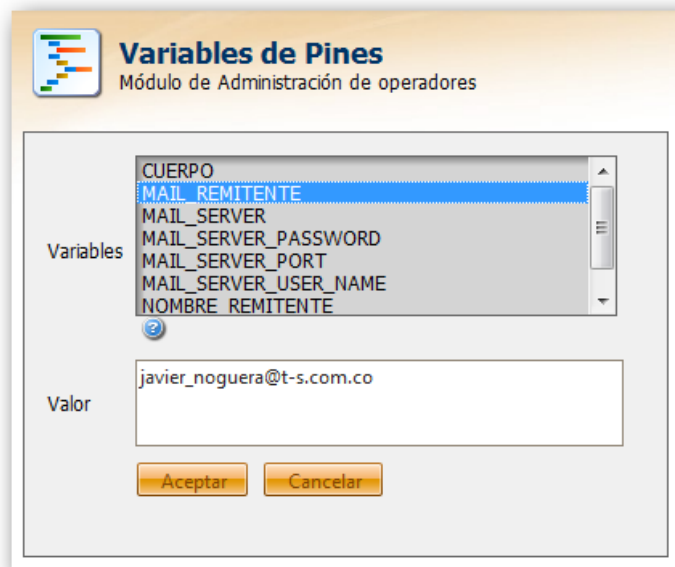 Variables de Pines
Módulo de Administración de operadores
Variables
CUERPO
MAIL_REMITENTE
MAIL_SERVER
MAIL_SERVER_PASSWORD
MAIL_SERVER_PORT
MAIL_SERVER_USER_NAME
NOMBRE_REMITENTE
?
Valor
javier_noguera@t-s.com.co
Aceptar Cancelar